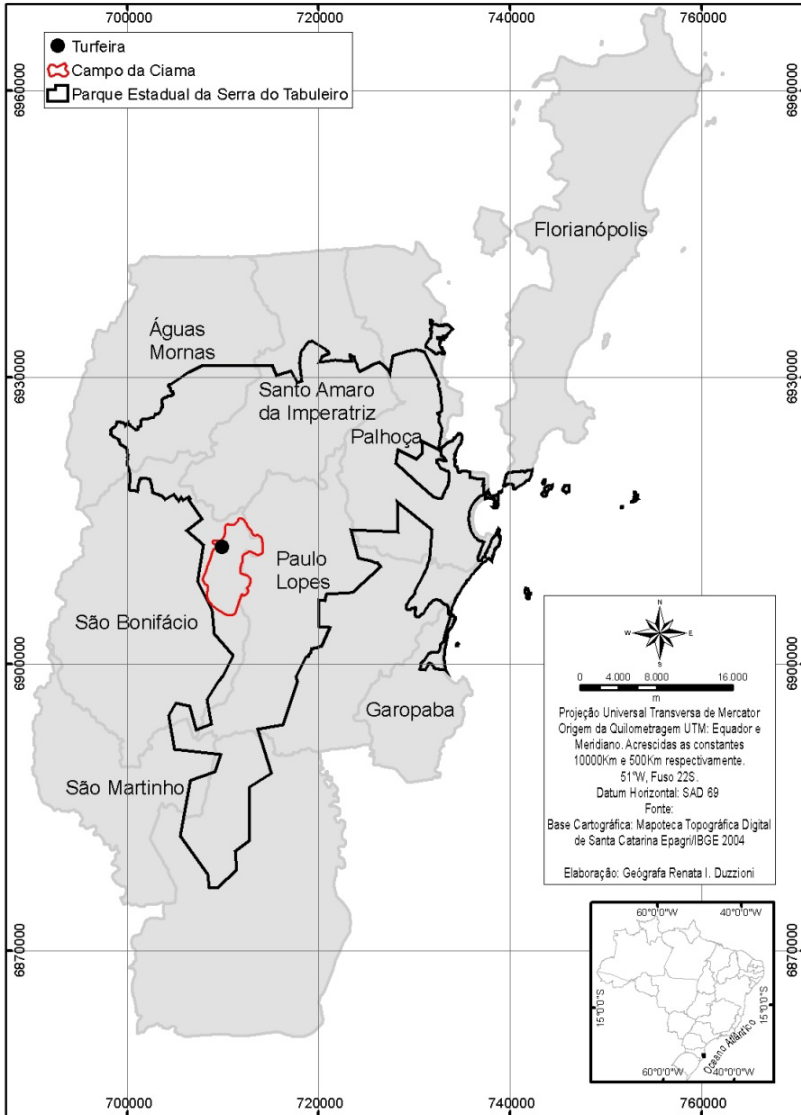 700000
720000
740000
760000
Turfeira
Campo da Ciama
Parque Estadual da Serra do Tabuleiro
6960000
6960000
Florianópolis
Águas
Mornas
6930000
6930000
Santo Amaro
da Imperatriz
Palhoça
Paulo
Lopes
São Bonifácio
6900000
6900000
Garopaba
São Martinho
N
W
E
S
0 4.000 8.000 16.000
m
Projeção Universal Transversa de Mercator
Origem da Quilometragem UTM: Equador e
Meridiano. Acrescidas as constantes
10000Km e 500Km respectivamente.
51°W, Fuso 22S.
Datum Horizontal: SAD 69
Fonte:
Base Cartográfica: Mapoteca Topográfica Digital
de Santa Catarina Epagri/IBGE 2004
Elaboração: Geógrafa Renata I. Duzzioni
6870000
6870000
60°0'0"W
40°0'0"W
15°0'0"S
15°0'0"S
Oceano Atlântico
60°0'0"W
40°0'0"W
700000
720000
740000
760000